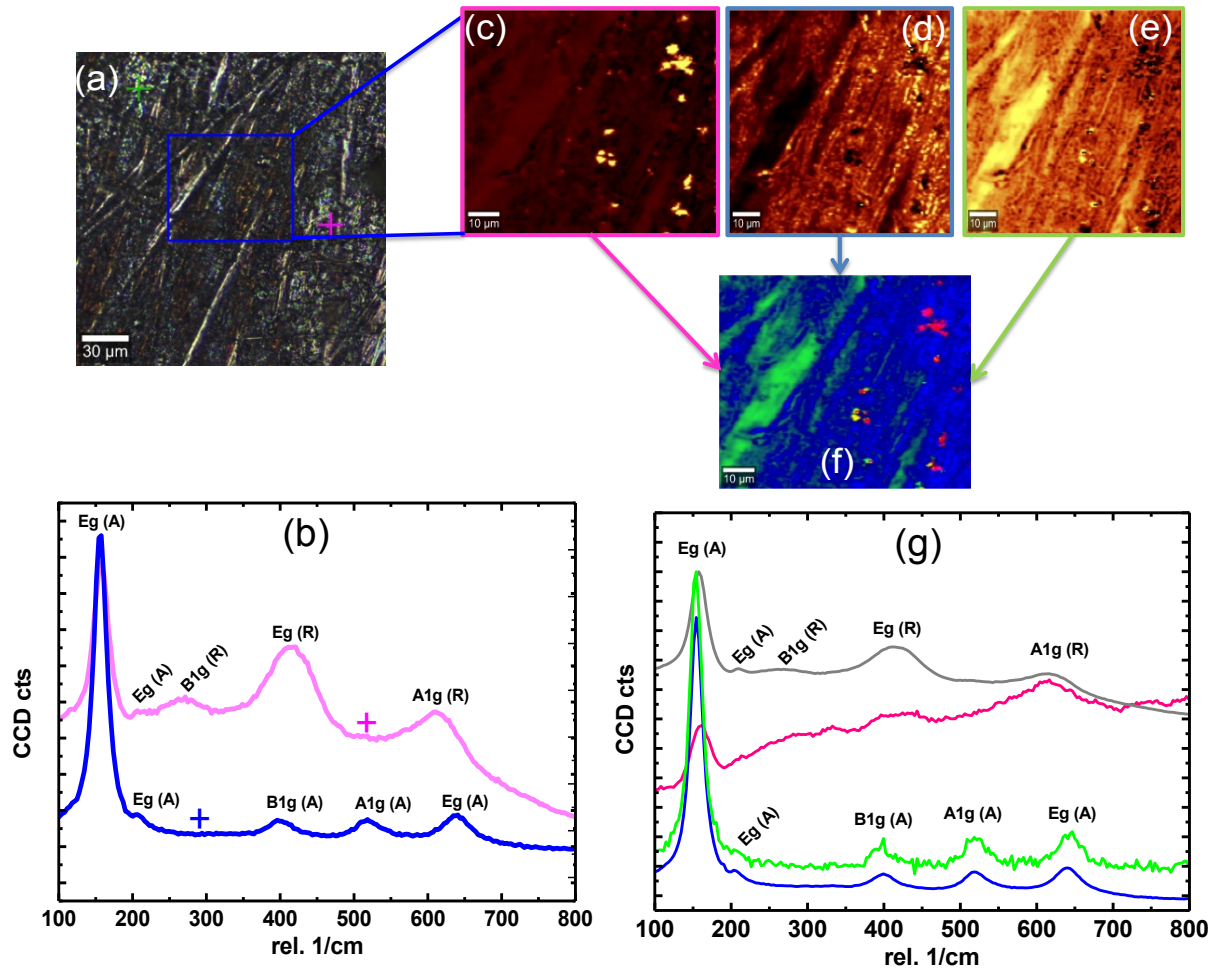 (a)
30 µm
(c)
10 µm
(d)
10 µm
(e)
10 µm
(f)
10 µm
(b)
Eg (A)
Eg (A)
B1g (R)
Eg (R)
A1g (R)
Eg (A)
B1g (A)
A1g (A)
Eg (A)
CCD cts
100 200 300 400 500 600 700 800
rel. 1/cm
(g)
Eg (A)
Eg (A)
B1g (R)
Eg (R)
A1g (R)
Eg (A)
B1g (A)
A1g (A)
Eg (A)
CCD cts
100 200 300 400 500 600 700 800
rel. 1/cm